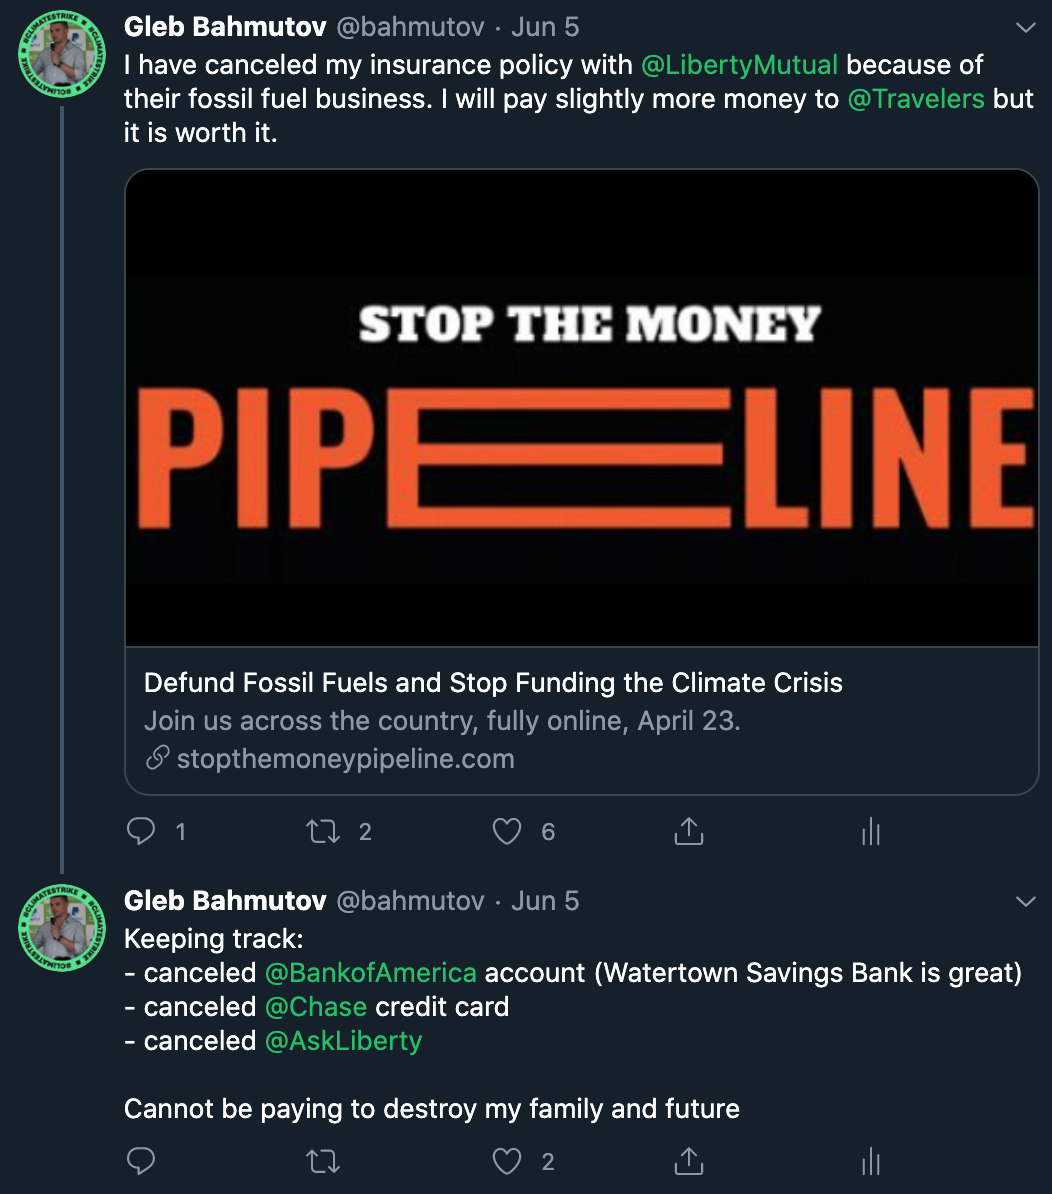 Gleb Bahmutov @bahmutov · Jun 5
I have canceled my insurance policy with @LibertyMutual because of
their fossil fuel business. I will pay slightly more money to @Travelers but
it is worth it.
STOP THE MONEY
PIPELINE
Defund Fossil Fuels and Stop Funding the Climate Crisis
Join us across the country, fully online, April 23.
stopthemoneypipeline.com
1 2 6
Gleb Bahmutov @bahmutov · Jun 5
Keeping track:
- canceled @BankofAmerica account (Watertown Savings Bank is great)
- canceled @Chase credit card
- canceled @AskLiberty
Cannot be paying to destroy my family and future
2